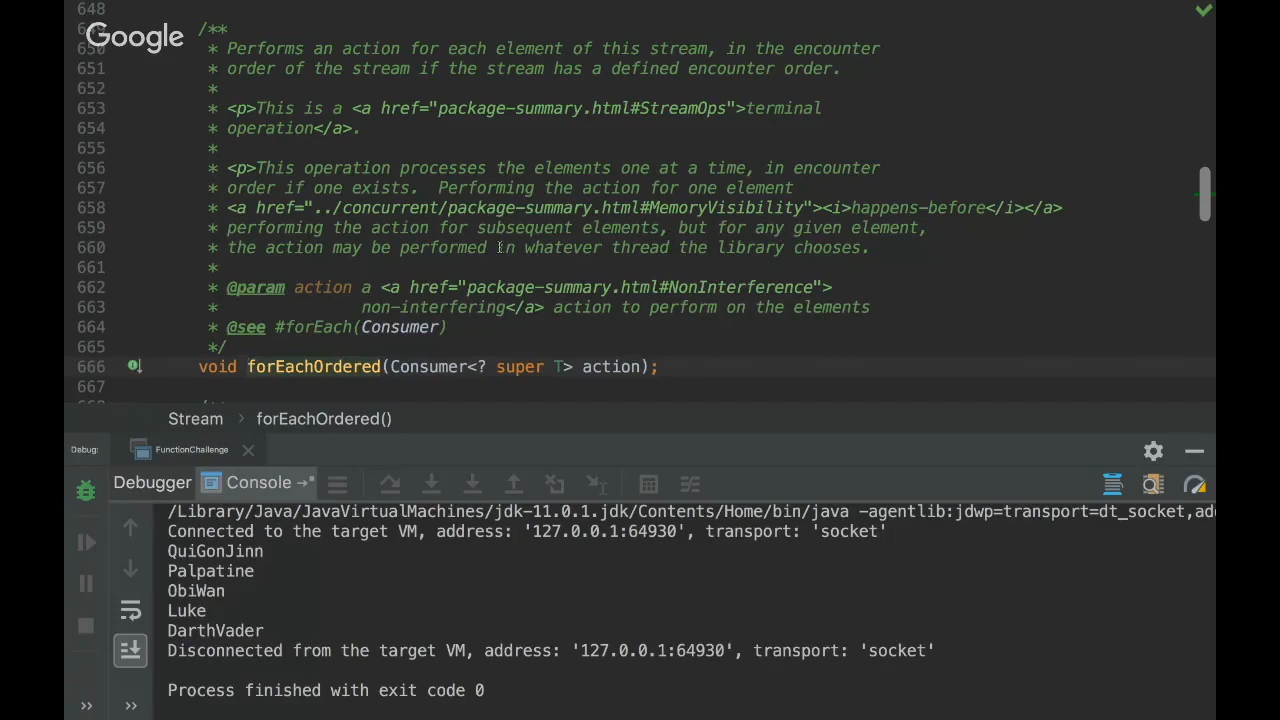 648
649 /**
Google
650 * Performs an action for each element of this stream, in the encounter
651 * order of the stream if the stream has a defined encounter order.
652 *
653 * <p>This is a <a href="package-summary.html#StreamOps">terminal
654 * operation</a>.
655 *
656 * <p>This operation processes the elements one at a time, in encounter
657 * order if one exists.  Performing the action for one element
658 * <a href="../concurrent/package-summary.html#MemoryVisibility"><i>happens-before</i></a>
659 * performing the action for subsequent elements, but for any given element,
660 * the action may be performed in whatever thread the library chooses.
661 *
662 * @param action a <a href="package-summary.html#NonInterference">
663 *               non-interfering</a> action to perform on the elements
664 * @see #forEach(Consumer)
665 */
666 void forEachOrdered(Consumer<? super T> action);
667
Stream › forEachOrdered()
Debug: FunctionChallenge
Debugger Console
/Library/Java/JavaVirtualMachines/jdk-11.0.1.jdk/Contents/Home/bin/java -agentlib:jdwp=transport=dt_socket,add
Connected to the target VM, address: '127.0.0.1:64930', transport: 'socket'
QuiGonJinn
Palpatine
ObiWan
Luke
DarthVader
Disconnected from the target VM, address: '127.0.0.1:64930', transport: 'socket'
Process finished with exit code 0